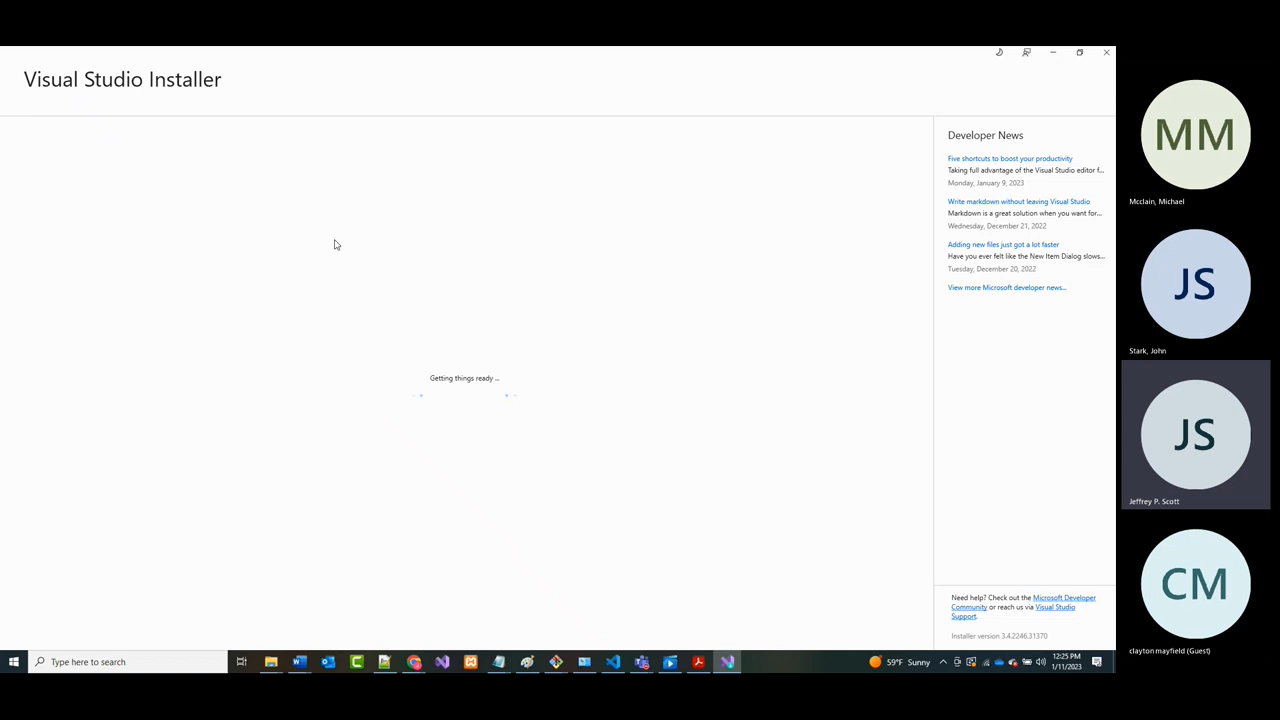 Visual Studio Installer
Getting things ready ...
Developer News
Five shortcuts to boost your productivity
Taking full advantage of the Visual Studio editor f...
Monday, January 9, 2023
Write markdown without leaving Visual Studio
Markdown is a great solution when you want for...
Wednesday, December 21, 2022
Adding new files just got a lot faster
Have you ever felt like the New Item Dialog slows...
Tuesday, December 20, 2022
View more Microsoft developer news...
Need help? Check out the Microsoft Developer
Community or reach us via Visual Studio
Support.
Installer version 3.4.2246.31370
MM
Mcclain, Michael
JS
Stark, John
JS
Jeffrey P. Scott
CM
clayton mayfield (Guest)
Type here to search
59°F Sunny
12:25 PM
1/11/2023